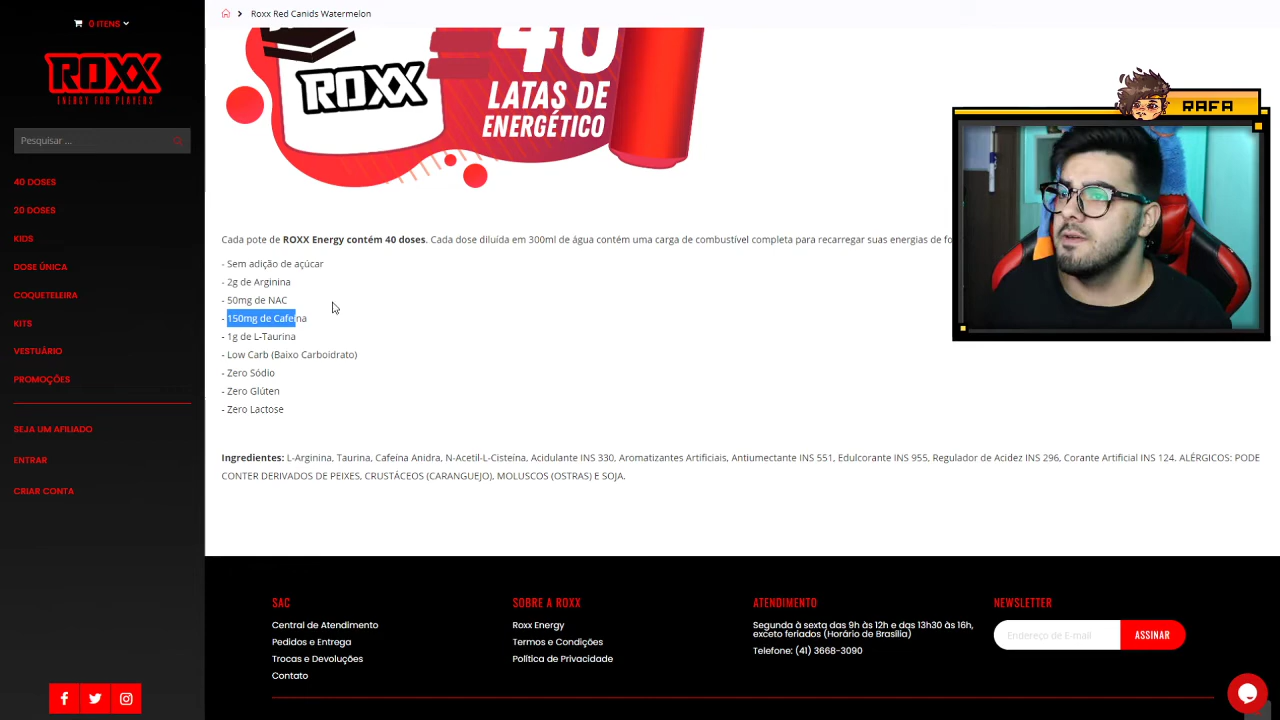 0 ITENS
Roxx Red Canids Watermelon
ROXX
ENERGY FOR PLAYERS
Pesquisar ...
40 DOSES
20 DOSES
KIDS
DOSE ÚNICA
COQUETELEIRA
KITS
VESTUÁRIO
PROMOÇÕES
SEJA UM AFILIADO
ENTRAR
CRIAR CONTA
40
ROXX
LATAS DE
ENERGÉTICO
RAFA
Cada pote de ROXX Energy contém 40 doses. Cada dose diluída em 300ml de água contém uma carga de combustível completa para recarregar suas energias de fo
- Sem adição de açúcar
- 2g de Arginina
- 50mg de NAC
- 150mg de Cafeína
- 1g de L-Taurina
- Low Carb (Baixo Carboidrato)
- Zero Sódio
- Zero Glúten
- Zero Lactose
Ingredientes: L-Arginina, Taurina, Cafeína Anidra, N-Acetil-L-Cisteína, Acidulante INS 330, Aromatizantes Artificiais, Antiumectante INS 551, Edulcorante INS 955, Regulador de Acidez INS 296, Corante Artificial INS 124. ALÉRGICOS: PODE
CONTER DERIVADOS DE PEIXES, CRUSTÁCEOS (CARANGUEJO), MOLUSCOS (OSTRAS) E SOJA.
SAC
Central de Atendimento
Pedidos e Entrega
Trocas e Devoluções
Contato
SOBRE A ROXX
Roxx Energy
Termos e Condições
Política de Privacidade
ATENDIMENTO
Segunda à sexta das 9h às 12h e das 13h30 às 16h,
exceto feriados (Horário de Brasília)
Telefone: (41) 3668-3090
NEWSLETTER
Endereço de E-mail
ASSINAR